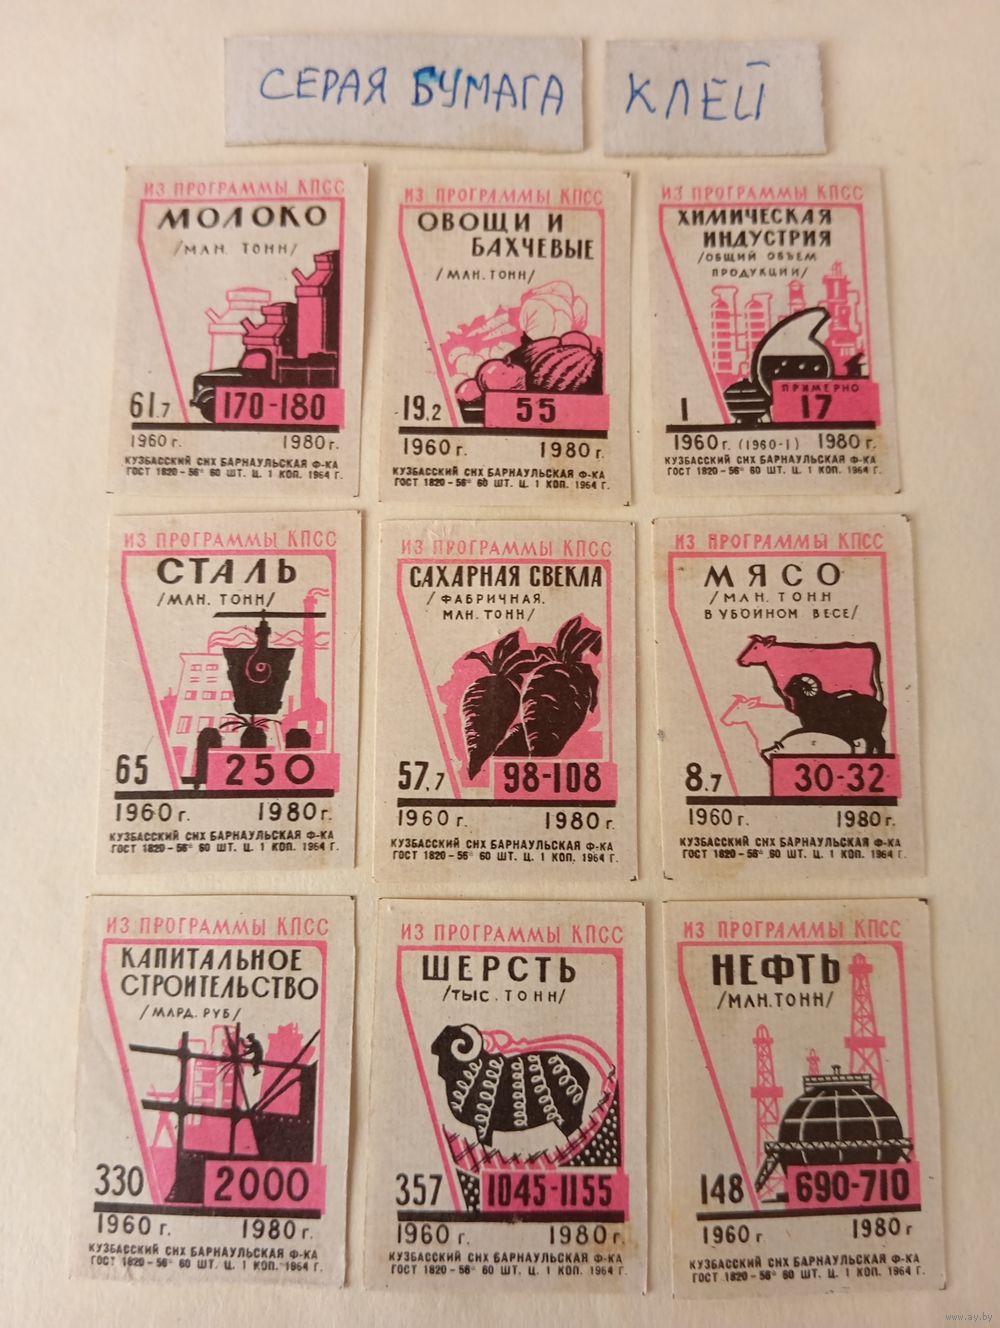 СЕРАЯ БУМАГА
КЛЕЙ
ИЗ ПРОГРАММЫ КПСС
МОЛОКО
/МЛН. ТОНН/
61.7
170-180
1960 г. 1980 г.
КУЗБАССКИЙ СНХ БАРНАУЛЬСКАЯ Ф-КА
ГОСТ 1820-56* 60 ШТ. Ц. 1 КОП. 1964 Г.
ИЗ ПРОГРАММЫ КПСС
ОВОЩИ И
БАХЧЕВЫЕ
/МЛН. ТОНН/
19.2
55
1960 г. 1980 г.
КУЗБАССКИЙ СНХ БАРНАУЛЬСКАЯ Ф-КА
ГОСТ 1820-56* 60 ШТ. Ц. 1 КОП. 1964 Г.
ИЗ ПРОГРАММЫ КПСС
ХИМИЧЕСКАЯ
ИНДУСТРИЯ
/ОБЩИЙ ОБЪЕМ
ПРОДУКЦИИ/
ПРИМЕРНО
1
17
1960 г. (1960-1) 1980 г.
КУЗБАССКИЙ СНХ БАРНАУЛЬСКАЯ Ф-КА
ГОСТ 1820-56* 60 ШТ. Ц. 1 КОП. 1964 Г.
ИЗ ПРОГРАММЫ КПСС
СТАЛЬ
/МЛН. ТОНН/
65
250
1960 г. 1980 г.
КУЗБАССКИЙ СНХ БАРНАУЛЬСКАЯ Ф-КА
ГОСТ 1820-56* 60 ШТ. Ц. 1 КОП. 1964 Г.
ИЗ ПРОГРАММЫ КПСС
САХАРНАЯ СВЕКЛА
/ФАБРИЧНАЯ.
МЛН. ТОНН/
57.7
98-108
1960 г. 1980 г.
КУЗБАССКИЙ СНХ БАРНАУЛЬСКАЯ Ф-КА
ГОСТ 1820-56* 60 ШТ. Ц. 1 КОП. 1964 Г.
ИЗ ПРОГРАММЫ КПСС
МЯСО
/МЛН. ТОНН
В УБОЙНОМ ВЕСЕ/
8.7
30-32
1960 г. 1980 г.
КУЗБАССКИЙ СНХ БАРНАУЛЬСКАЯ Ф-КА
ГОСТ 1820-56* 60 ШТ. Ц. 1 КОП. 1964 Г.
ИЗ ПРОГРАММЫ КПСС
КАПИТАЛЬНОЕ
СТРОИТЕЛЬСТВО
/МЛРД. РУБ/
330
2000
1960 г. 1980 г.
КУЗБАССКИЙ СНХ БАРНАУЛЬСКАЯ Ф-КА
ГОСТ 1820-56* 60 ШТ. Ц. 1 КОП. 1964 Г.
ИЗ ПРОГРАММЫ КПСС
ШЕРСТЬ
/ТЫС. ТОНН/
357
1045-1155
1960 г. 1980 г.
КУЗБАССКИЙ СНХ БАРНАУЛЬСКАЯ Ф-КА
ГОСТ 1820-56* 60 ШТ. Ц. 1 КОП. 1964 Г.
ИЗ ПРОГРАММЫ КПСС
НЕФТЬ
/МЛН. ТОНН/
148
690-710
1960 г. 1980 г
КУЗБАССКИЙ СНХ БАРНАУЛЬСКАЯ Ф-КА
ГОСТ 1820-56* 60 ШТ. Ц. 1 КОП. 1964 Г.
www.ay.by